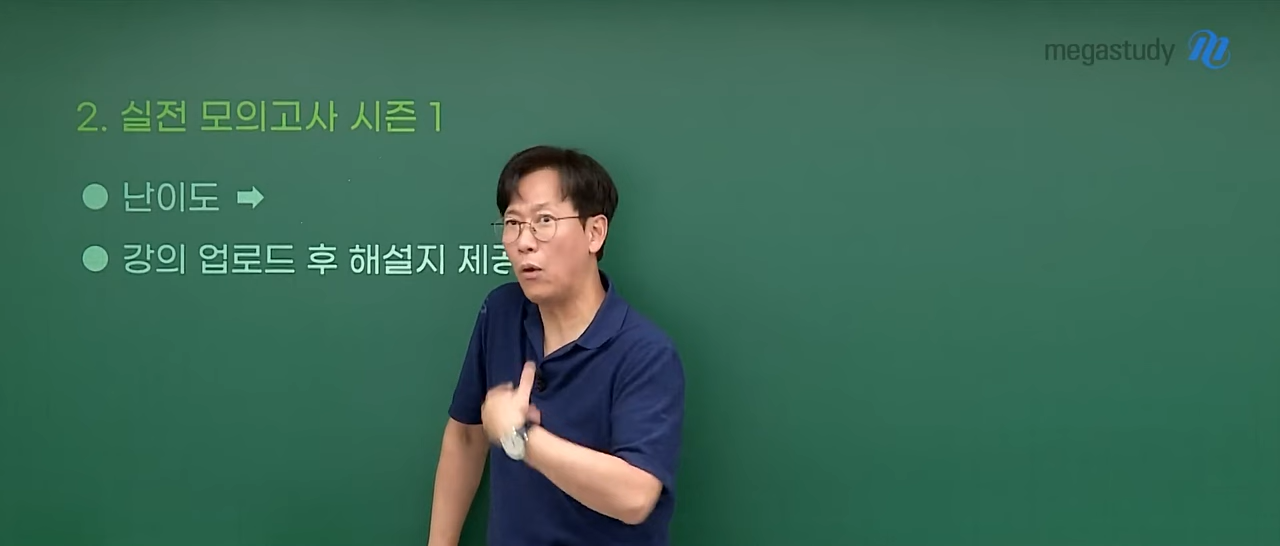 megastudy
2. 실전 모의고사 시즌 1
● 난이도 ➡
● 강의 업로드 후 해설지